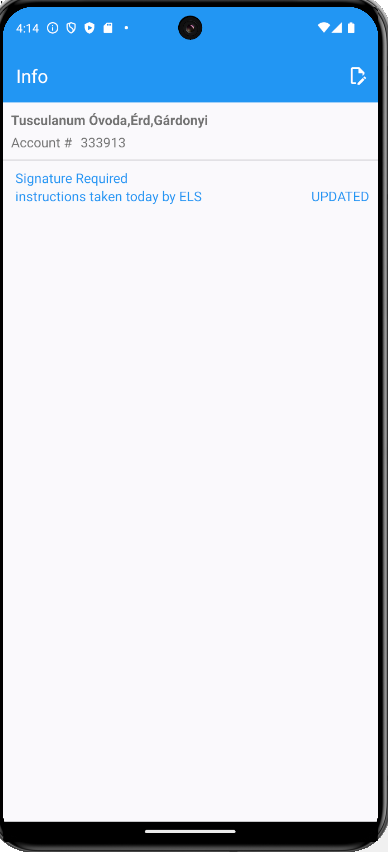 4:14
Info
Tusculanum Óvoda,Érd,Gárdonyi
Account # 333913
Signature Required
instructions taken today by ELS UPDATED